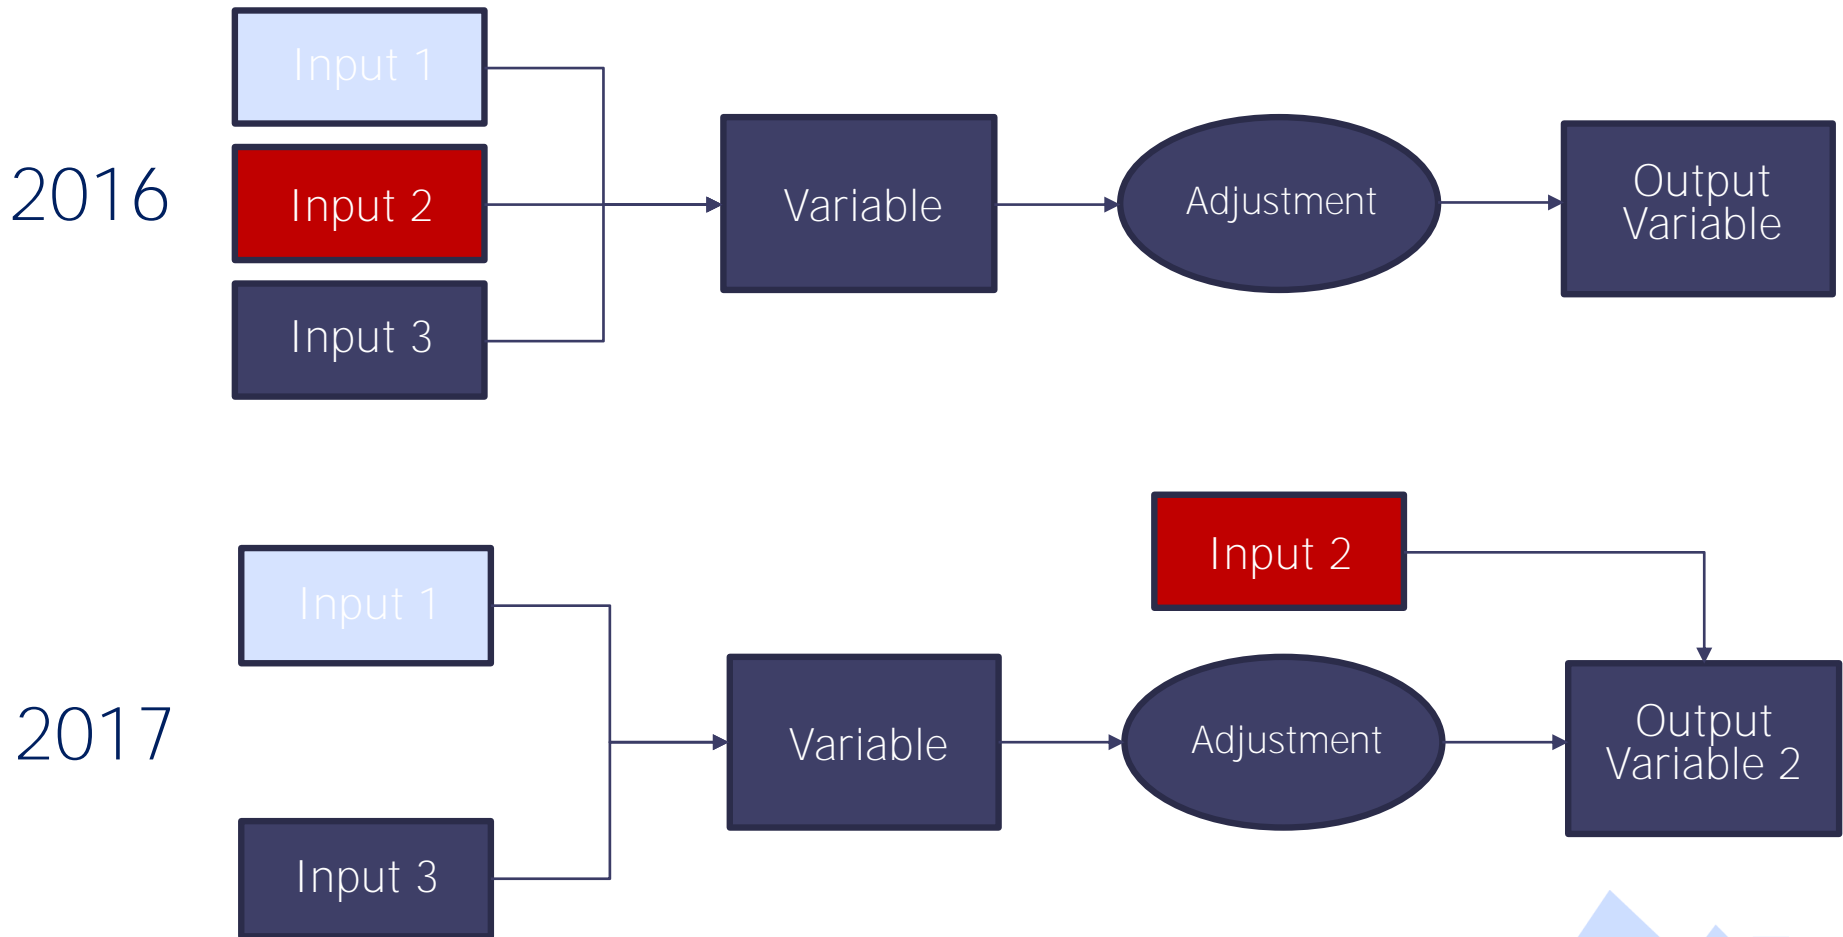 Input 1
2016
Input 2
Variable
Adjustment
Output
Variable
Input 3
Input 2
Input 1
2017
Variable
Adjustment
Output
Variable 2
Input 3